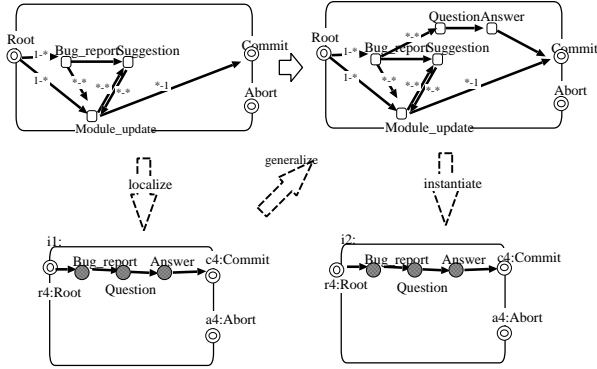 Root
1-*
1-*
Bug_report
Suggestion
*-*
*-*
*-*
*-1
Module_update
Commit
Abort
Root
1-*
1-*
Bug_report
Suggestion
Question
Answer
*-*
*-*
*-*
*-*
*-1
Module_update
Commit
Abort
localize
generalize
instantiate
i1:
Bug_report
Question
Answer
r4:Root
c4:Commit
a4:Abort
i2:
Bug_report
Question
Answer
r4:Root
c4:Commit
a4:Abort